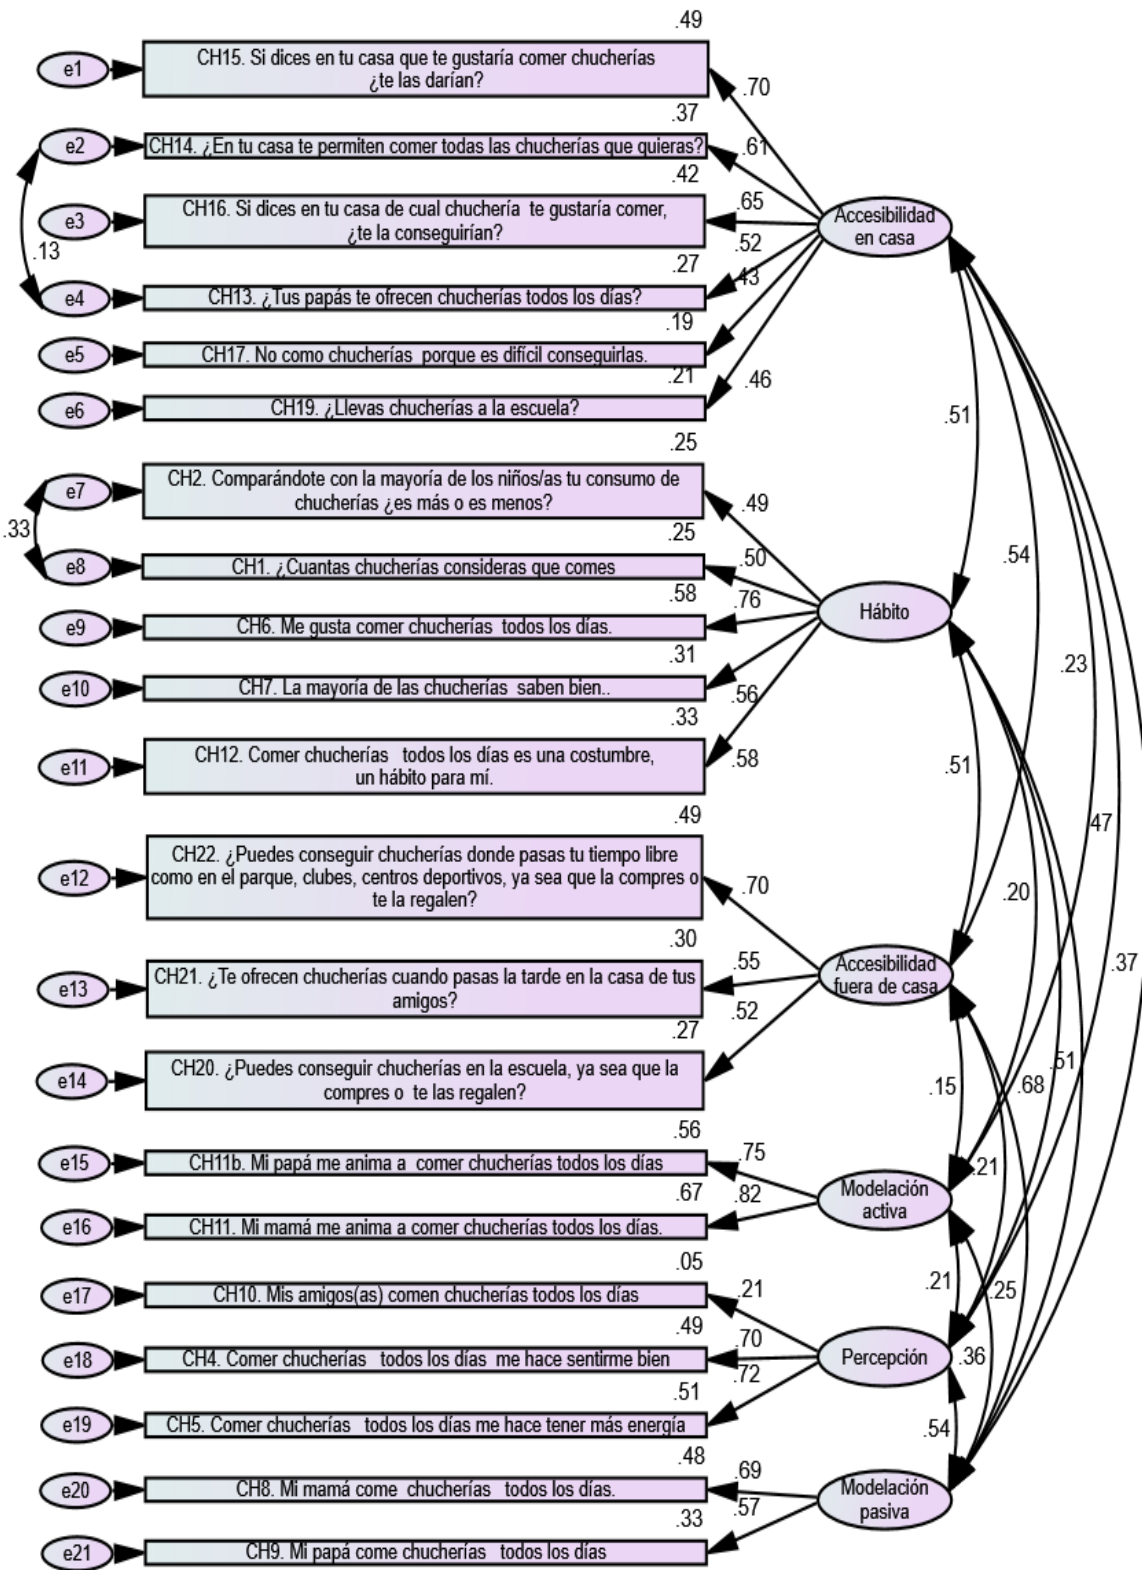 .49
e1
CH15. Si dices en tu casa que te gustaría comer chucherías
¿te las darían?
.70
.37
e2
CH14. ¿En tu casa te permiten comer todas las chucherías que quieras?
.61
.42
e3
CH16. Si dices en tu casa de cual chuchería te gustaría comer,
¿te la conseguirían?
.65
Accesibilidad
en casa
.13
.27
.52
e4
CH13. ¿Tus papás te ofrecen chucherías todos los días?
.43
.19
e5
CH17. No como chucherías porque es difícil conseguirlas.
.21
.46
e6
CH19. ¿Llevas chucherías a la escuela?
.51
.25
e7
CH2. Comparándote con la mayoría de los niños/as tu consumo de
chucherías ¿es más o es menos?
.49
.33
.25
.54
e8
CH1. ¿Cuantas chucherías consideras que comes
.50
.58
.76
Hábito
e9
CH6. Me gusta comer chucherías todos los días.
.31
.23
e10
CH7. La mayoría de las chucherías saben bien..
.56
.33
e11
CH12. Comer chucherías todos los días es una costumbre,
un hábito para mí.
.58
.51
.49
47
e12
CH22. ¿Puedes conseguir chucherías donde pasas tu tiempo libre
como en el parque, clubes, centros deportivos, ya sea que la compres o
te la regalen?
.70
.20
.30
.37
e13
CH21. ¿Te ofrecen chucherías cuando pasas la tarde en la casa de tus
amigos?
.55
Accesibilidad
fuera de casa
.27
.52
e14
CH20. ¿Puedes conseguir chucherías en la escuela, ya sea que la
compres o te las regalen?
.15
.68
.51
.56
e15
CH11b. Mi papá me anima a comer chucherías todos los días
.75
.21
.67
.82
Modelación
activa
e16
CH11. Mi mamá me anima a comer chucherías todos los días.
.05
e17
CH10. Mis amigos(as) comen chucherías todos los días
.21
.21
.25
.49
.70
e18
CH4. Comer chucherías todos los días me hace sentirme bien
Percepción
.36
.51
.72
e19
CH5. Comer chucherías todos los días me hace tener más energía
.54
.48
.69
e20
CH8. Mi mamá come chucherías todos los días.
Modelación
pasiva
.33
.57
e21
CH9. Mi papá come chucherías todos los días